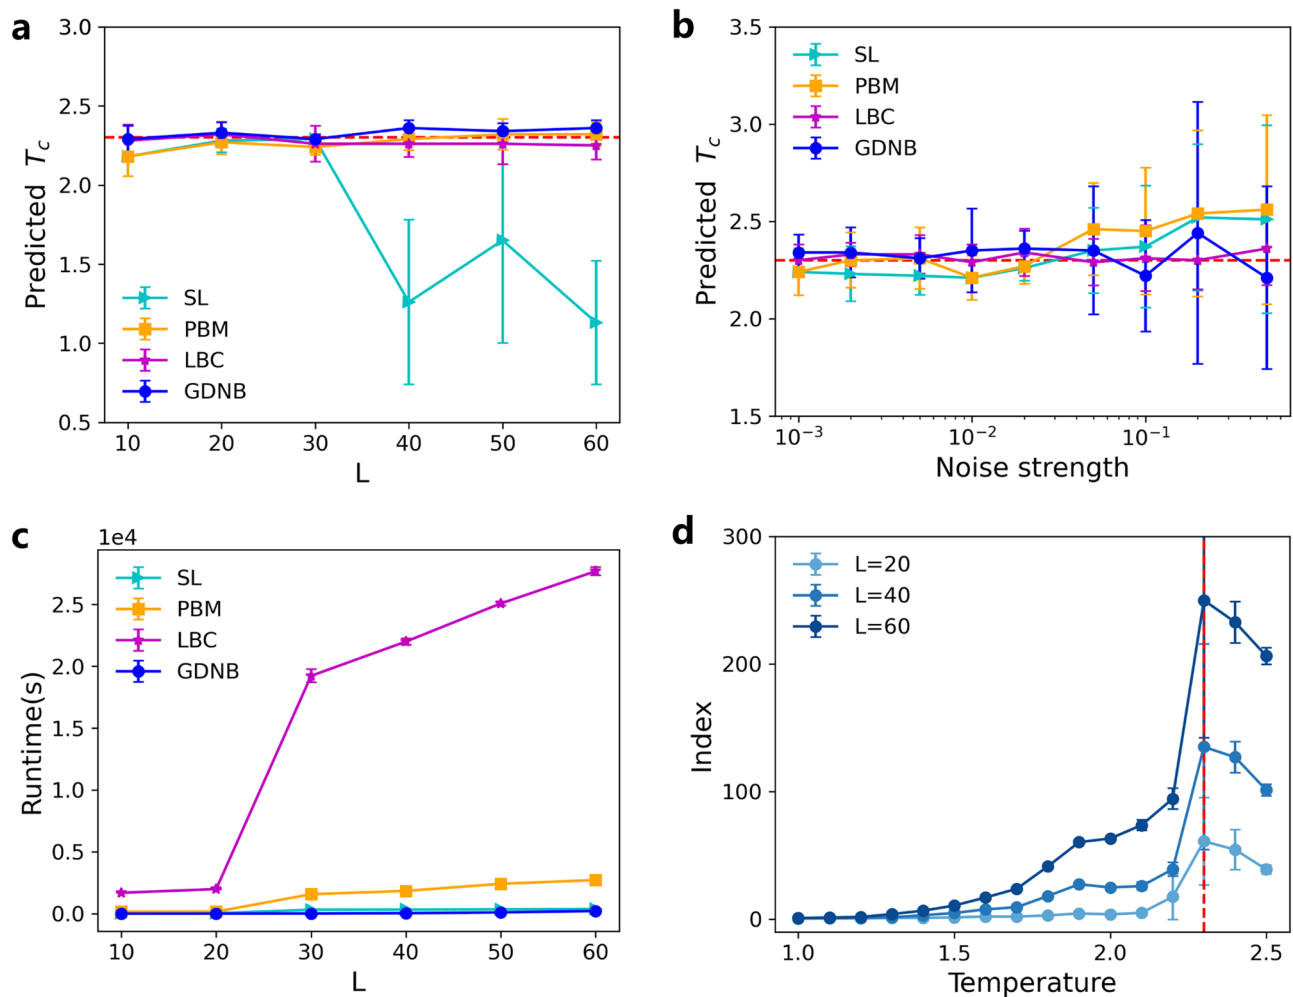 a
3.0
2.5
2.0
1.5
1.0
0.5
Predicted Tc
SL
PBM
LBC
GDNB
10 20 30 40 50 60
L
b
3.5
3.0
2.5
2.0
1.5
Predicted Tc
SL
PBM
LBC
GDNB
10⁻³ 10⁻² 10⁻¹
Noise strength
c
1e4
2.5
2.0
1.5
1.0
0.5
0.0
Runtime(s)
SL
PBM
LBC
GDNB
10 20 30 40 50 60
L
d
300
200
100
0
Index
L=20
L=40
L=60
1.0 1.5 2.0 2.5
Temperature